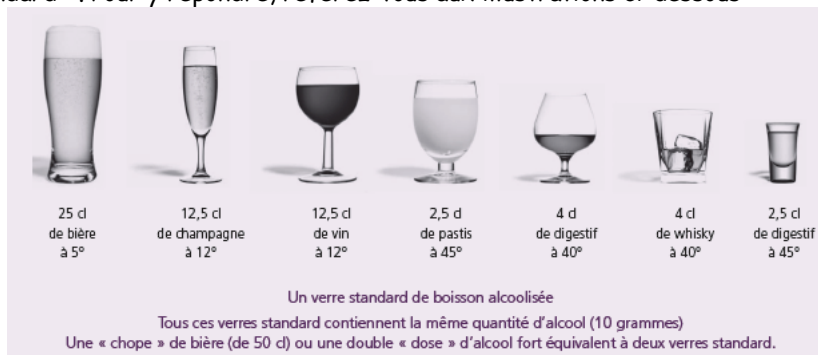 25 cl de bière à 5°
12,5 cl de champagne à 12°
12,5 cl de vin à 12°
2,5 cl de pastis à 45°
4 cl de digestif à 40°
4 cl de whisky à 40°
2,5 cl de digestif à 45°
Un verre standard de boisson alcoolisée
Tous ces verres standard contiennent la même quantité d'alcool (10 grammes)
Une « chope » de bière (de 50 cl) ou une double « dose » d'alcool fort équivalent à deux verres standard.